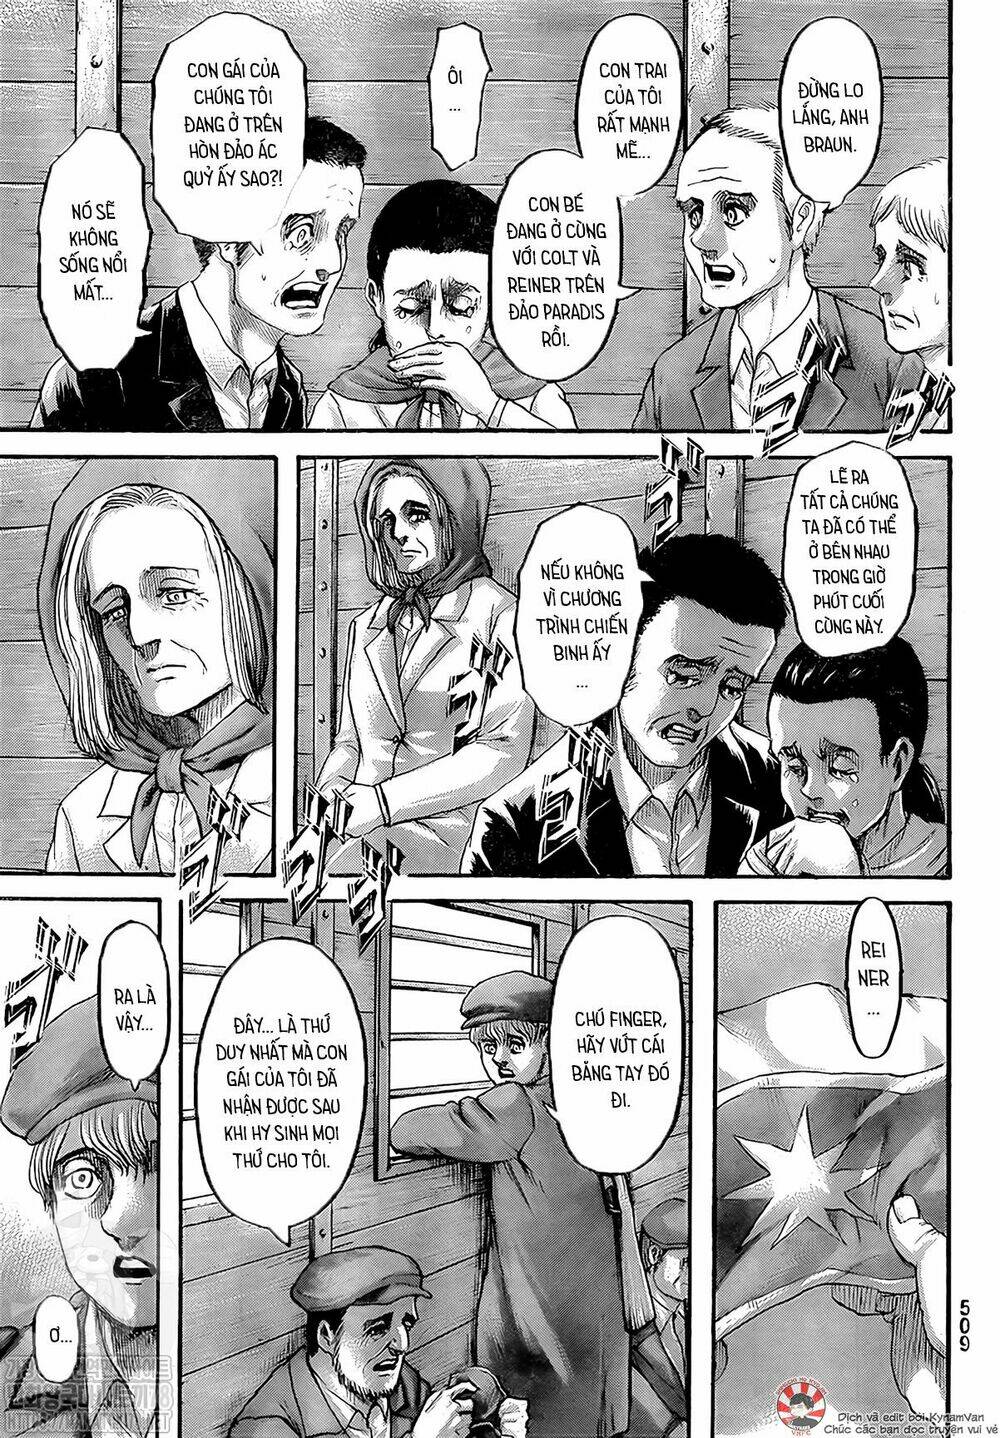 ĐỪNG LO
LẮNG, ANH
BRAUN.
CON TRAI
CỦA TÔI
RẤT MẠNH
MẼ...
CON BÉ
ĐANG Ở CÙNG
VỚI COLT VÀ
REINER TRÊN
ĐẢO PARADIS
RỒI.
ÔI
...
CON GÁI CỦA
CHÚNG TÔI
ĐANG Ở TRÊN
HÒN ĐẢO ÁC
QUỶ ẤY SAO?!
NÓ SẼ
KHÔNG
SỐNG NỔI
MẤT...
LẼ RA
TẤT CẢ CHÚNG
TA ĐÃ CÓ THỂ
Ở BÊN NHAU
TRONG GIỜ
PHÚT CUỐI
CÙNG NÀY.
NẾU KHÔNG
VÌ CHƯƠNG
TRÌNH CHIẾN
BINH ẤY
...
REI
NER
...
CHÚ FINGER,
HÃY VỨT CÁI
BĂNG TAY ĐÓ
ĐI.
ĐÂY... LÀ THỨ
DUY NHẤT MÀ CON
GÁI CỦA TÔI ĐÃ
NHẬN ĐƯỢC SAU
KHI HY SINH MỌI
THỨ CHO TÔI.
RA LÀ
VẬY...
Ơ...
509
Dịch và edit bởi KynamVan
Chúc các bạn đọc truyện vui vẻ